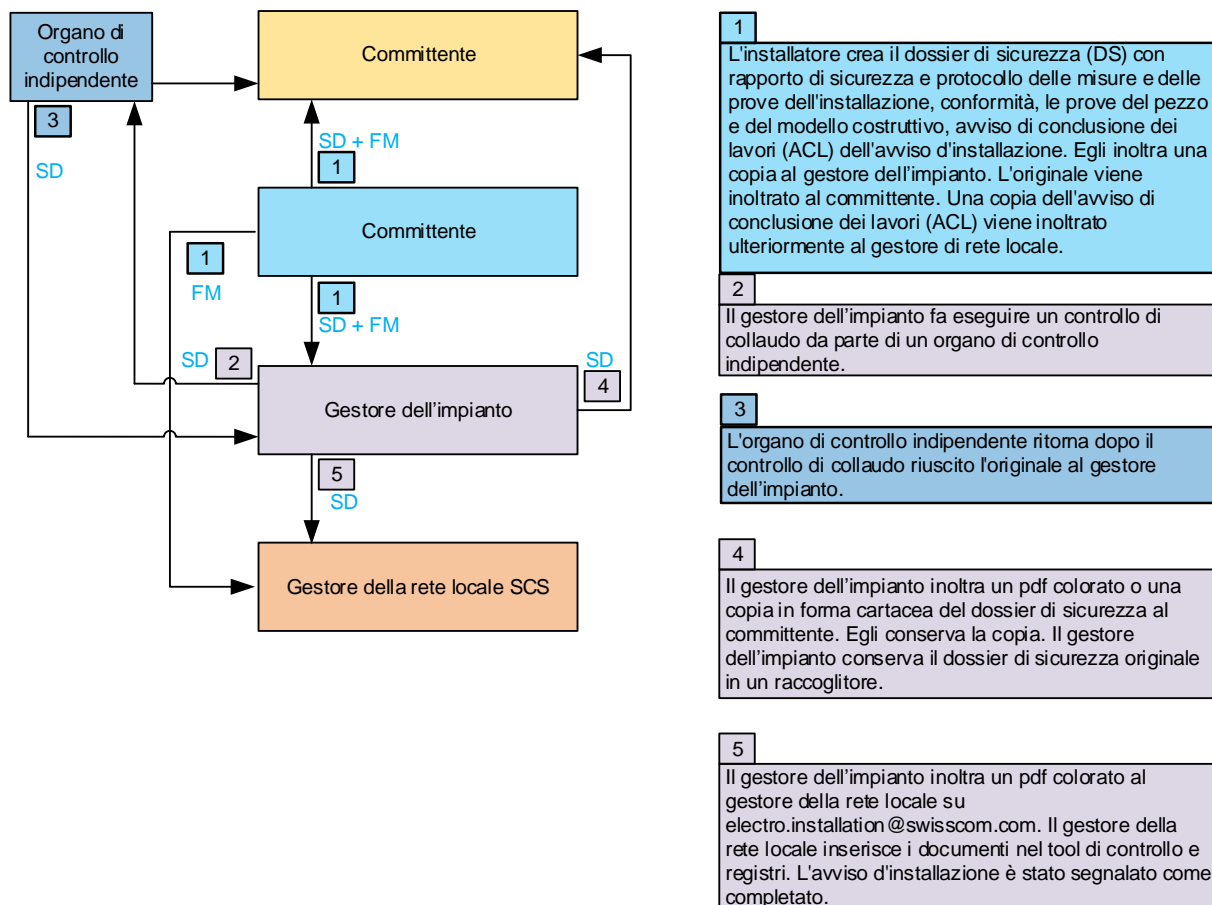 Organo di
controllo
indipendente
Committente
3
SD
SD + FM
1
Committente
1
FM
1
SD + FM
SD
2
SD
4
Gestore dell'impianto
5
SD
Gestore della rete locale SCS
1
L'installatore crea il dossier di sicurezza (DS) con
rapporto di sicurezza e protocollo delle misure e delle
prove dell'installazione, conformità, le prove del pezzo
e del modello costruttivo, avviso di conclusione dei
lavori (ACL) dell'avviso d'installazione. Egli inoltra una
copia al gestore dell'impianto. L'originale viene
inoltrato al committente. Una copia dell'avviso di
conclusione dei lavori (ACL) viene inoltrato
ulteriormente al gestore di rete locale.
2
Il gestore dell'impianto fa eseguire un controllo di
collaudo da parte di un organo di controllo
indipendente.
3
L'organo di controllo indipendente ritorna dopo il
controllo di collaudo riuscito l'originale al gestore
dell'impianto.
4
Il gestore dell'impianto inoltra un pdf colorato o una
copia in forma cartacea del dossier di sicurezza al
committente. Egli conserva la copia. Il gestore
dell'impianto conserva il dossier di sicurezza originale
in un raccoglitore.
5
Il gestore dell'impianto inoltra un pdf colorato al
gestore della rete locale su
electro.installation@swisscom.com. Il gestore della
rete locale inserisce i documenti nel tool di controllo e
registri. L'avviso d'installazione è stato segnalato come
completato.